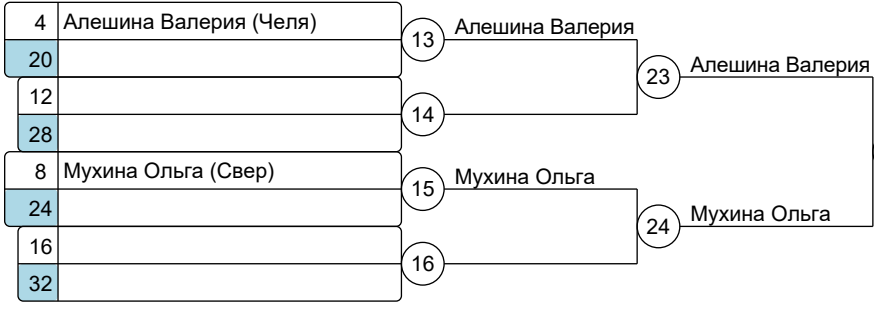 4 Алешина Валерия (Челя)
13 Алешина Валерия
20
23 Алешина Валерия
12
14
28
8 Мухина Ольга (Свер)
15 Мухина Ольга
24
24 Мухина Ольга
16
16
32